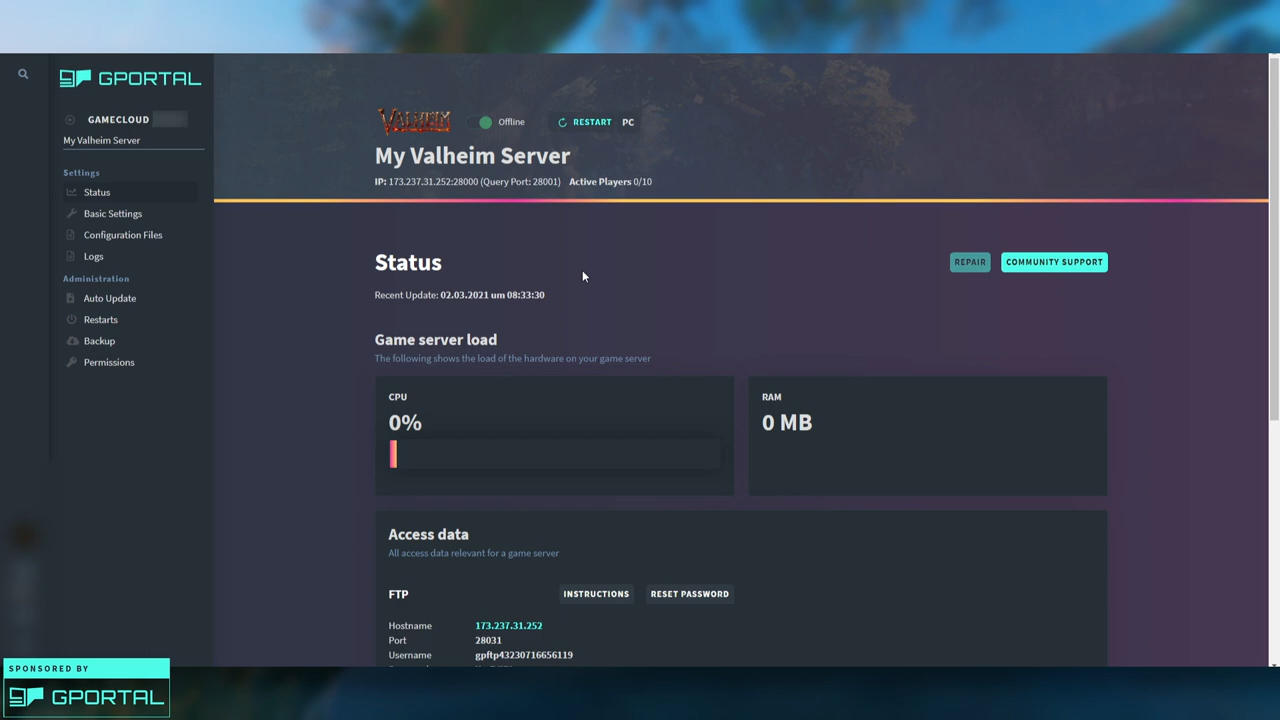 GPORTAL
GAMECLOUD
My Valheim Server
Settings
Status
Basic Settings
Configuration Files
Logs
Administration
Auto Update
Restarts
Backup
Permissions
VALHEIM
Offline
RESTART
PC
My Valheim Server
IP: 173.237.31.252:28000 (Query Port: 28001) Active Players 0/10
Status
REPAIR
COMMUNITY SUPPORT
Recent Update: 02.03.2021 um 08:33:30
Game server load
The following shows the load of the hardware on your game server
CPU
0%
RAM
0 MB
Access data
All access data relevant for a game server
FTP
INSTRUCTIONS
RESET PASSWORD
Hostname 173.237.31.252
Port 28031
Username gpftp43230716656119
SPONSORED BY
GPORTAL